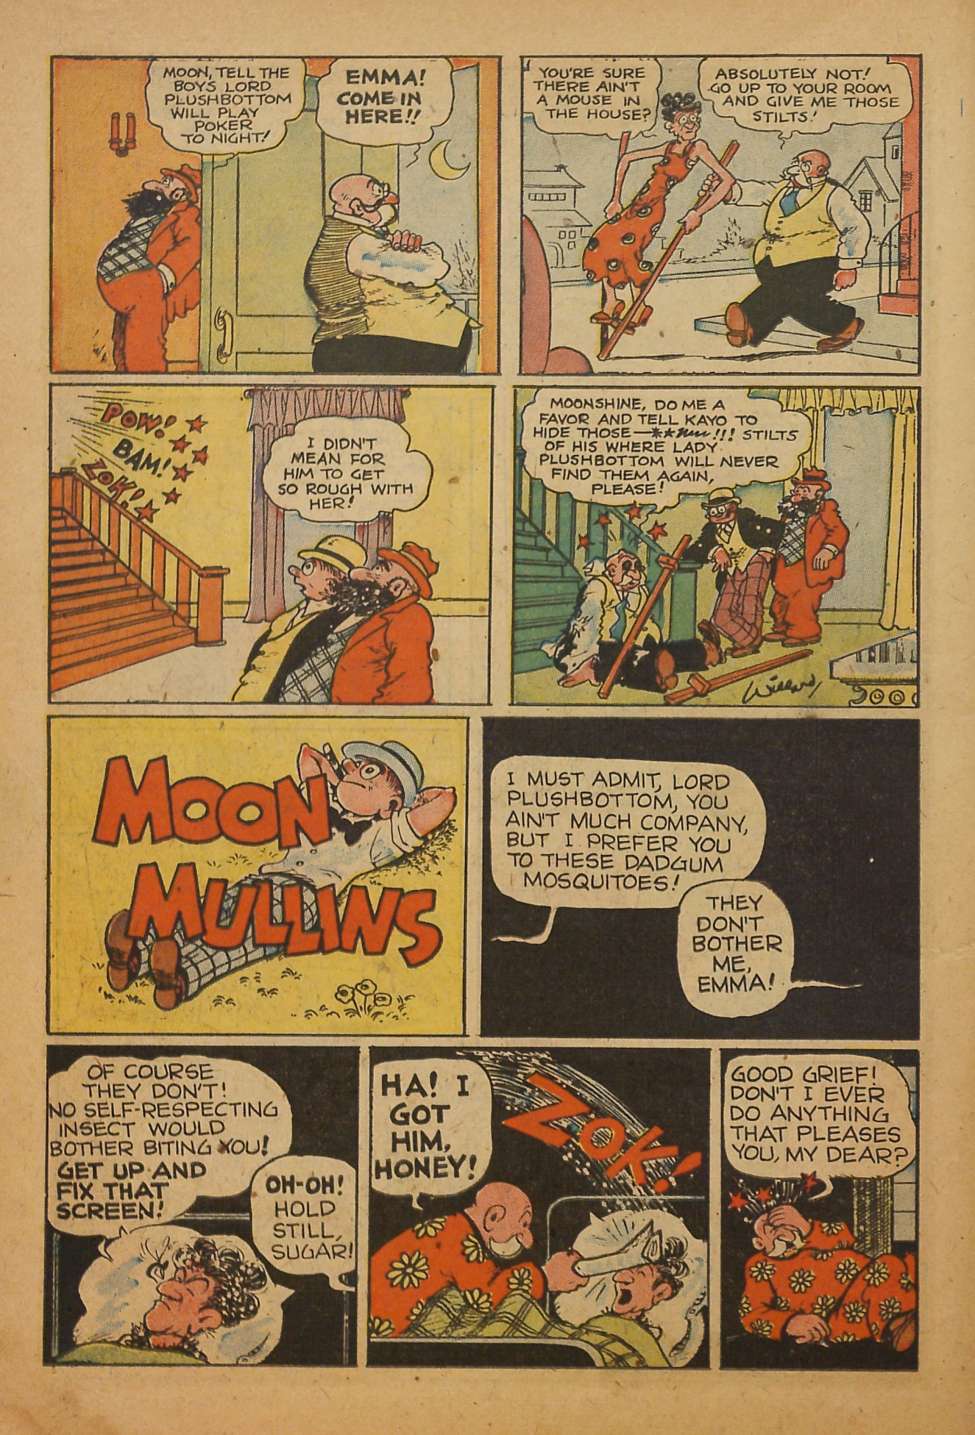 MOON, TELL THE
BOYS LORD
PLUSHBOTTOM
WILL PLAY
POKER
TO NIGHT!
EMMA!
COME IN
HERE!!
YOU'RE SURE
THERE AIN'T
A MOUSE IN
THE HOUSE?
ABSOLUTELY NOT!
GO UP TO YOUR ROOM
AND GIVE ME THOSE
STILTS!
POW!
BAM!
ZOK!
I DIDN'T
MEAN FOR
HIM TO GET
SO ROUGH WITH
HER!
MOONSHINE, DO ME A
FAVOR AND TELL KAYO TO
HIDE THOSE —**!!! STILTS
OF HIS WHERE LADY
PLUSHBOTTOM WILL NEVER
FIND THEM AGAIN,
PLEASE!
Willard
MOON
MULLINS
I MUST ADMIT, LORD
PLUSHBOTTOM, YOU
AIN'T MUCH COMPANY,
BUT I PREFER YOU
TO THESE DADGUM
MOSQUITOES!
THEY
DON'T
BOTHER
ME,
EMMA!
OF COURSE
THEY DON'T!
NO SELF-RESPECTING
INSECT WOULD
BOTHER BITING YOU!
GET UP AND
FIX THAT
SCREEN!
OH-OH!
HOLD
STILL,
SUGAR!
HA! I
GOT
HIM,
HONEY!
ZOK!
GOOD GRIEF!
DON'T I EVER
DO ANYTHING
THAT PLEASES
YOU, MY DEAR?